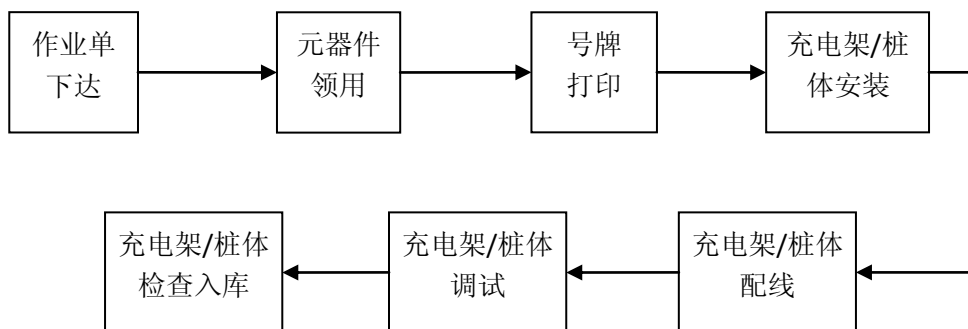 作业单
下达
元器件
领用
号牌
打印
充电架/桩
体安装
充电架/桩体
配线
充电架/桩体
调试
充电架/桩体
检查入库